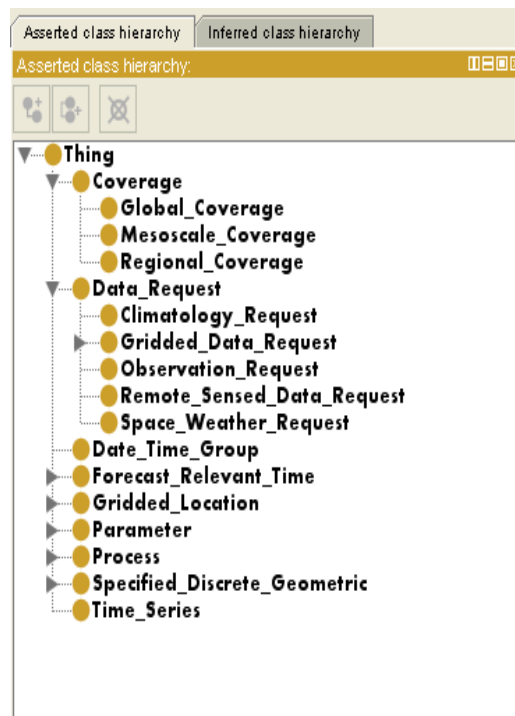 Asserted class hierarchy Inferred class hierarchy
Asserted class hierarchy:
Thing
Coverage
Global_Coverage
Mesoscale_Coverage
Regional_Coverage
Data_Request
Climatology_Request
Gridded_Data_Request
Observation_Request
Remote_Sensed_Data_Request
Space_Weather_Request
Date_Time_Group
Forecast_Relevant_Time
Gridded_Location
Parameter
Process
Specified_Discrete_Geometric
Time_Series